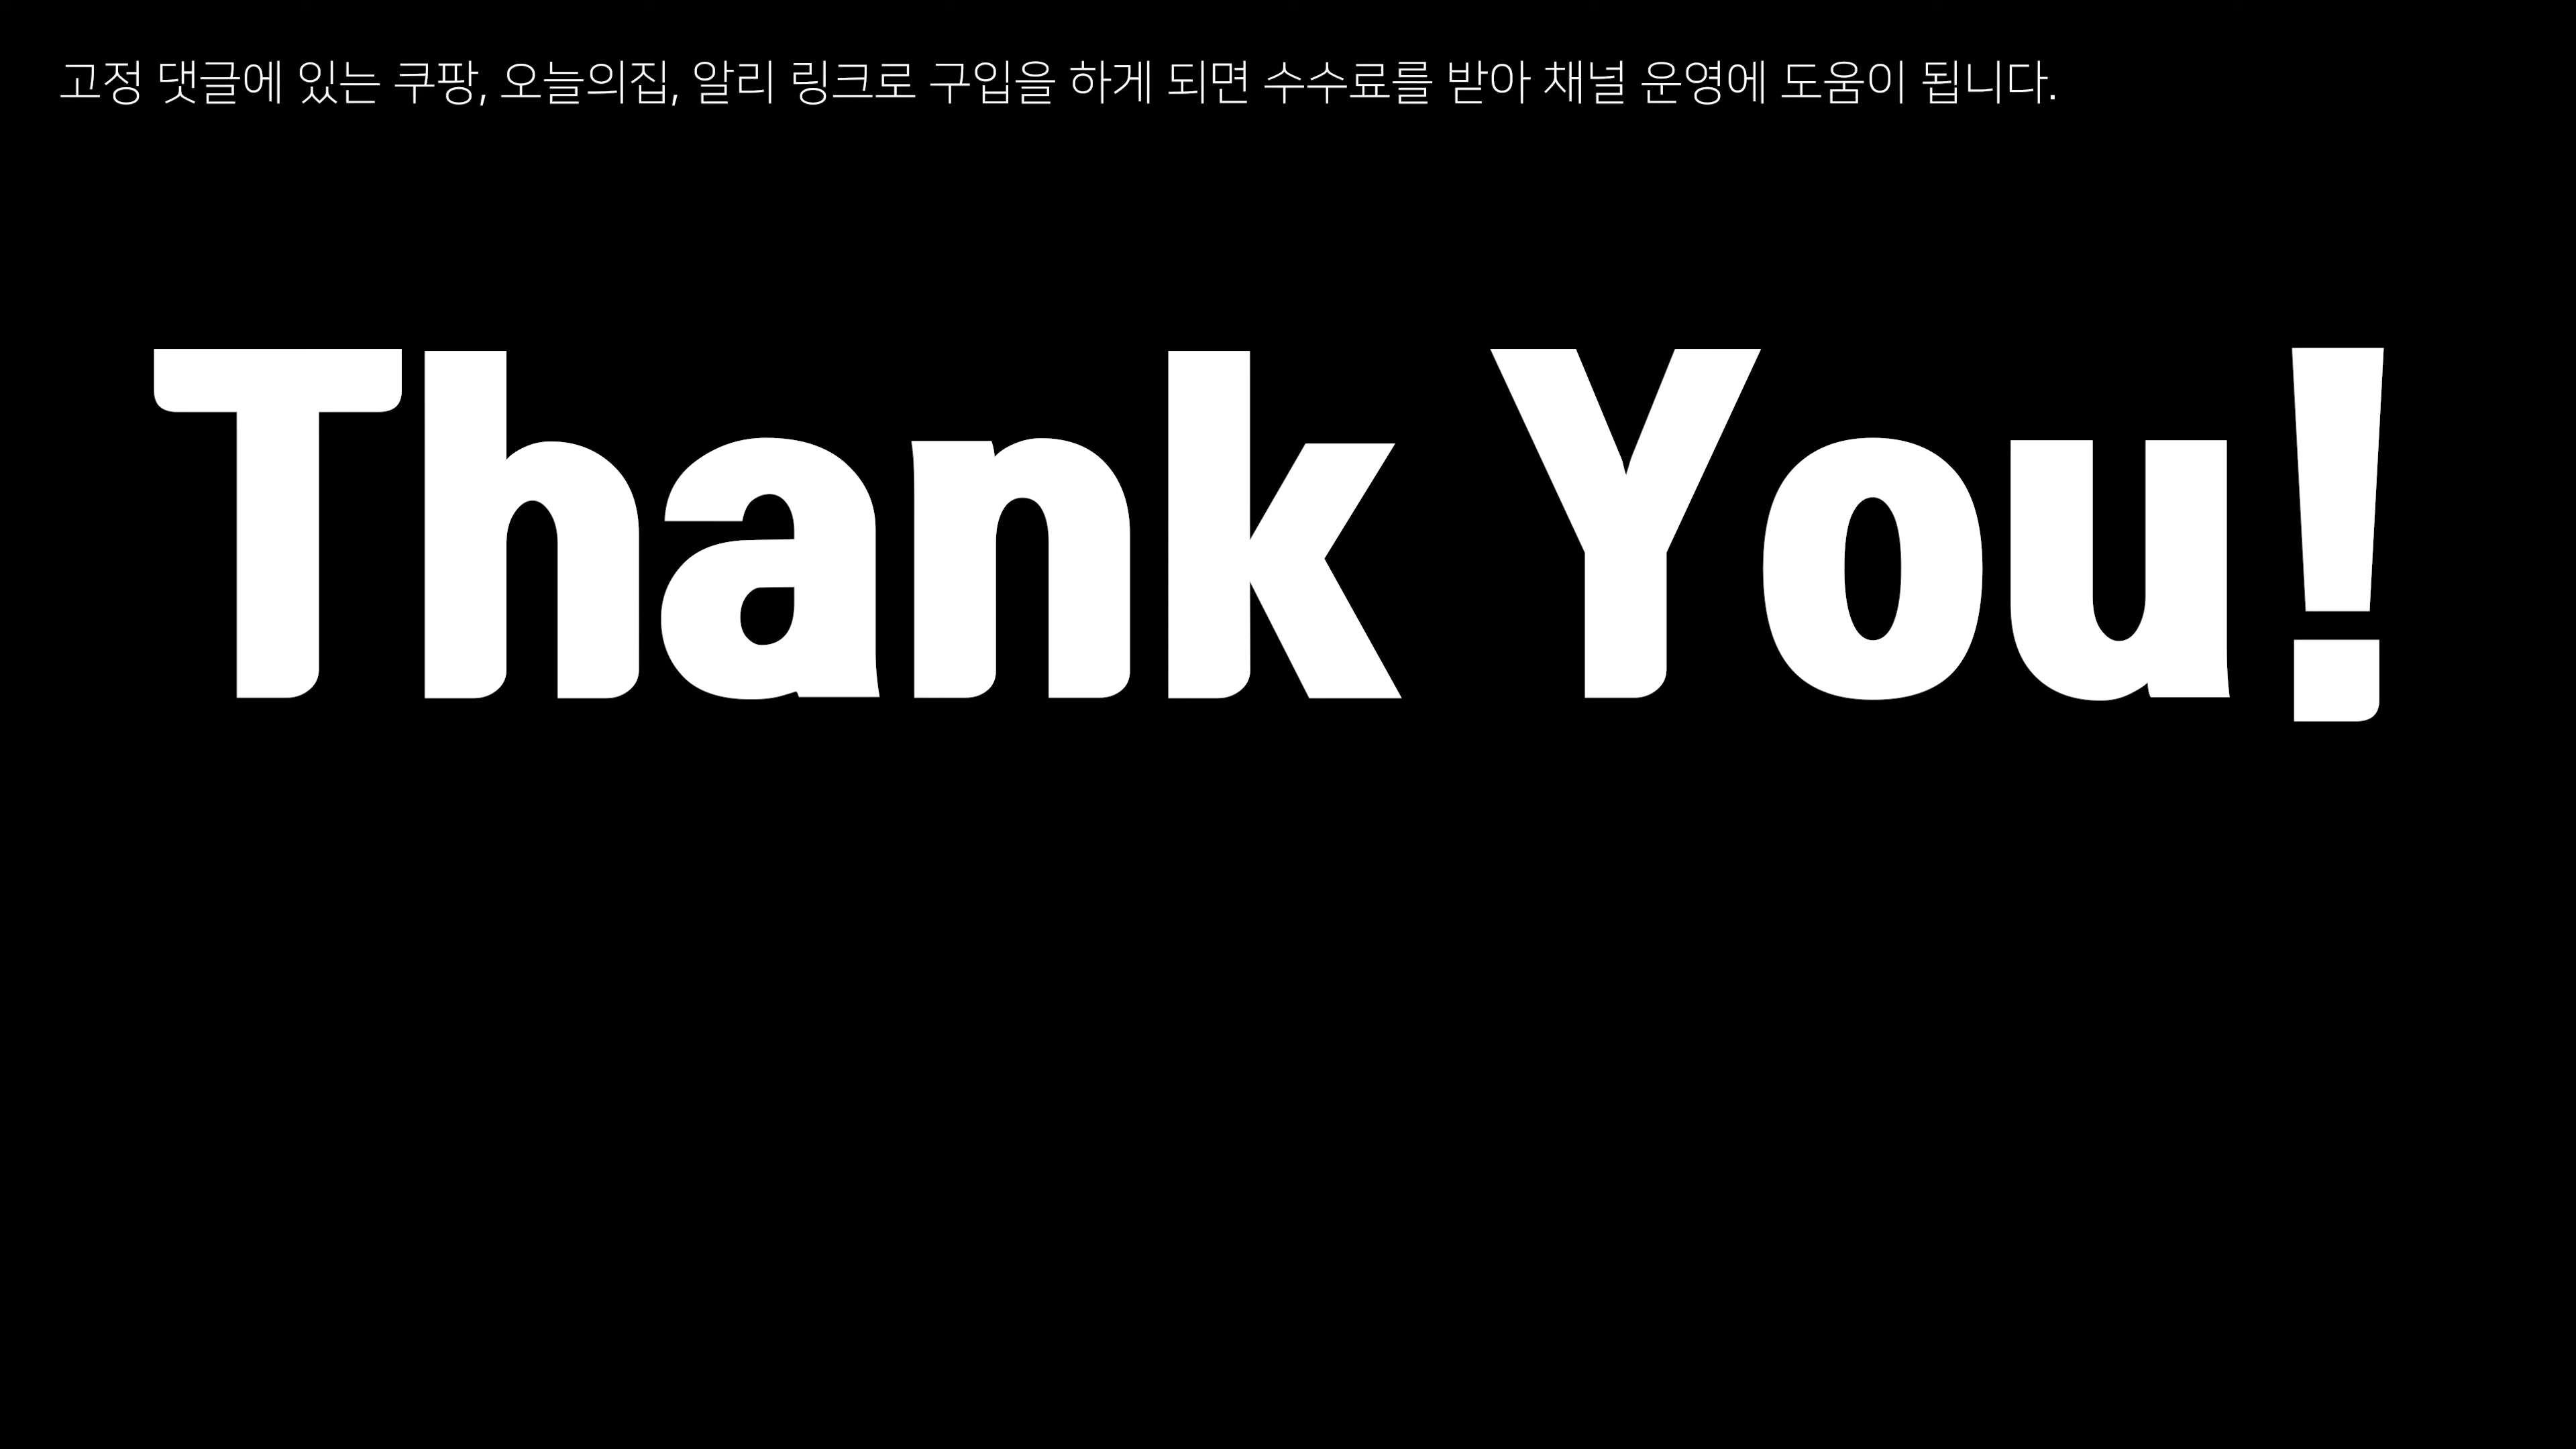 고정 댓글에 있는 쿠팡, 오늘의집, 알리 링크로 구입을 하게 되면 수수료를 받아 채널 운영에 도움이 됩니다.
Thank You!